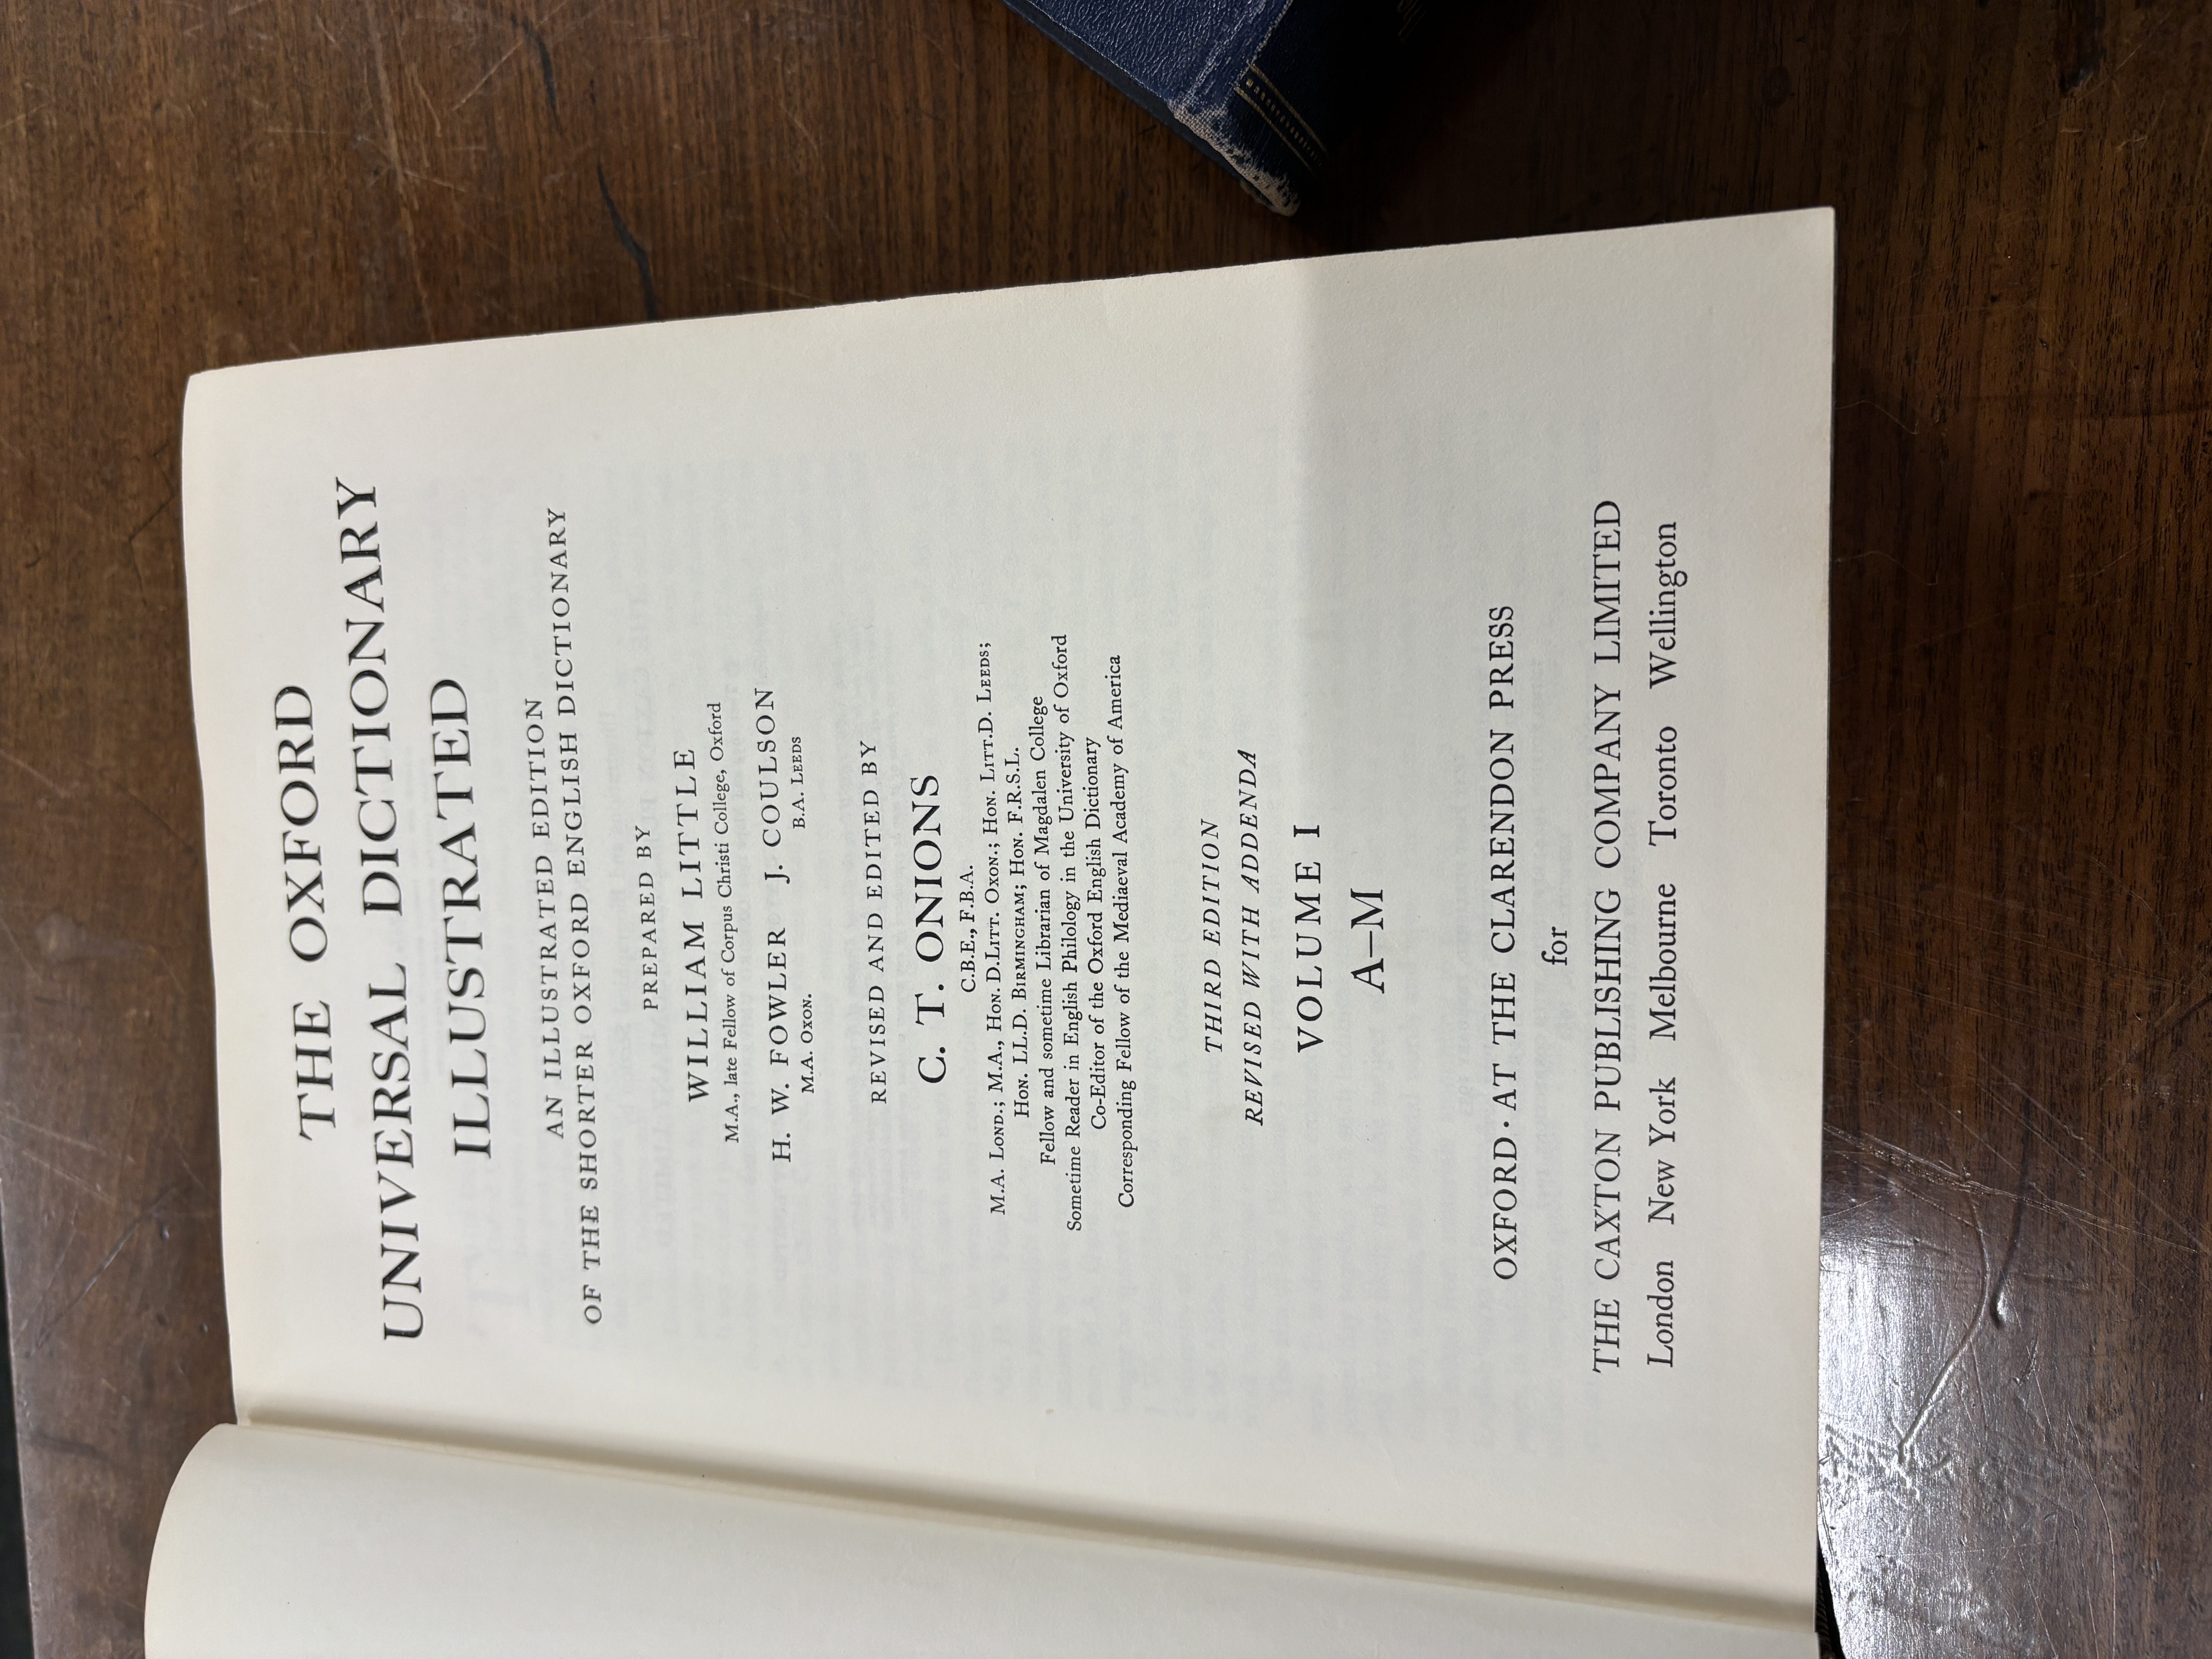 THE OXFORD
UNIVERSAL DICTIONARY
ILLUSTRATED
AN ILLUSTRATED EDITION
OF THE SHORTER OXFORD ENGLISH DICTIONARY
PREPARED BY
WILLIAM LITTLE
M.A., late Fellow of Corpus Christi College, Oxford
H. W. FOWLER J. COULSON
M.A. OXON. B.A. LEEDS
REVISED AND EDITED BY
C. T. ONIONS
C.B.E., F.B.A.
M.A. LOND.; M.A., HON. D.LITT. OXON.; HON. LITT.D. LEEDS;
HON. LL.D. BIRMINGHAM; HON. F.R.S.L.
Fellow and sometime Librarian of Magdalen College
Sometime Reader in English Philology in the University of Oxford
Co-Editor of the Oxford English Dictionary
Corresponding Fellow of the Mediaeval Academy of America
THIRD EDITION
REVISED WITH ADDENDA
VOLUME I
A–M
OXFORD · AT THE CLARENDON PRESS
for
THE CAXTON PUBLISHING COMPANY LIMITED
London New York Melbourne Toronto Wellington